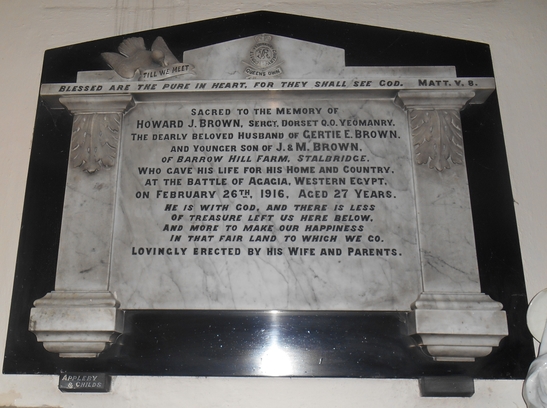 TILL WE MEET
QUEENS OWN
BLESSED ARE THE PURE IN HEART, FOR THEY SHALL SEE GOD. MATT. V. 8.
SACRED TO THE MEMORY OF
HOWARD J. BROWN, SERGT. DORSET Q.O. YEOMANRY.
THE DEARLY BELOVED HUSBAND OF GERTIE E. BROWN,
AND YOUNGER SON OF J. & M. BROWN,
OF BARROW HILL FARM, STALBRIDGE.
WHO GAVE HIS LIFE FOR HIS HOME AND COUNTRY,
AT THE BATTLE OF AGAGIA, WESTERN EGYPT,
ON FEBRUARY 26TH, 1916, AGED 27 YEARS.
HE IS WITH GOD, AND THERE IS LESS
OF TREASURE LEFT US HERE BELOW,
AND MORE TO MAKE OUR HAPPINESS
IN THAT FAIR LAND TO WHICH WE GO.
LOVINGLY ERECTED BY HIS WIFE AND PARENTS.
APPLEBY
& CHILDS